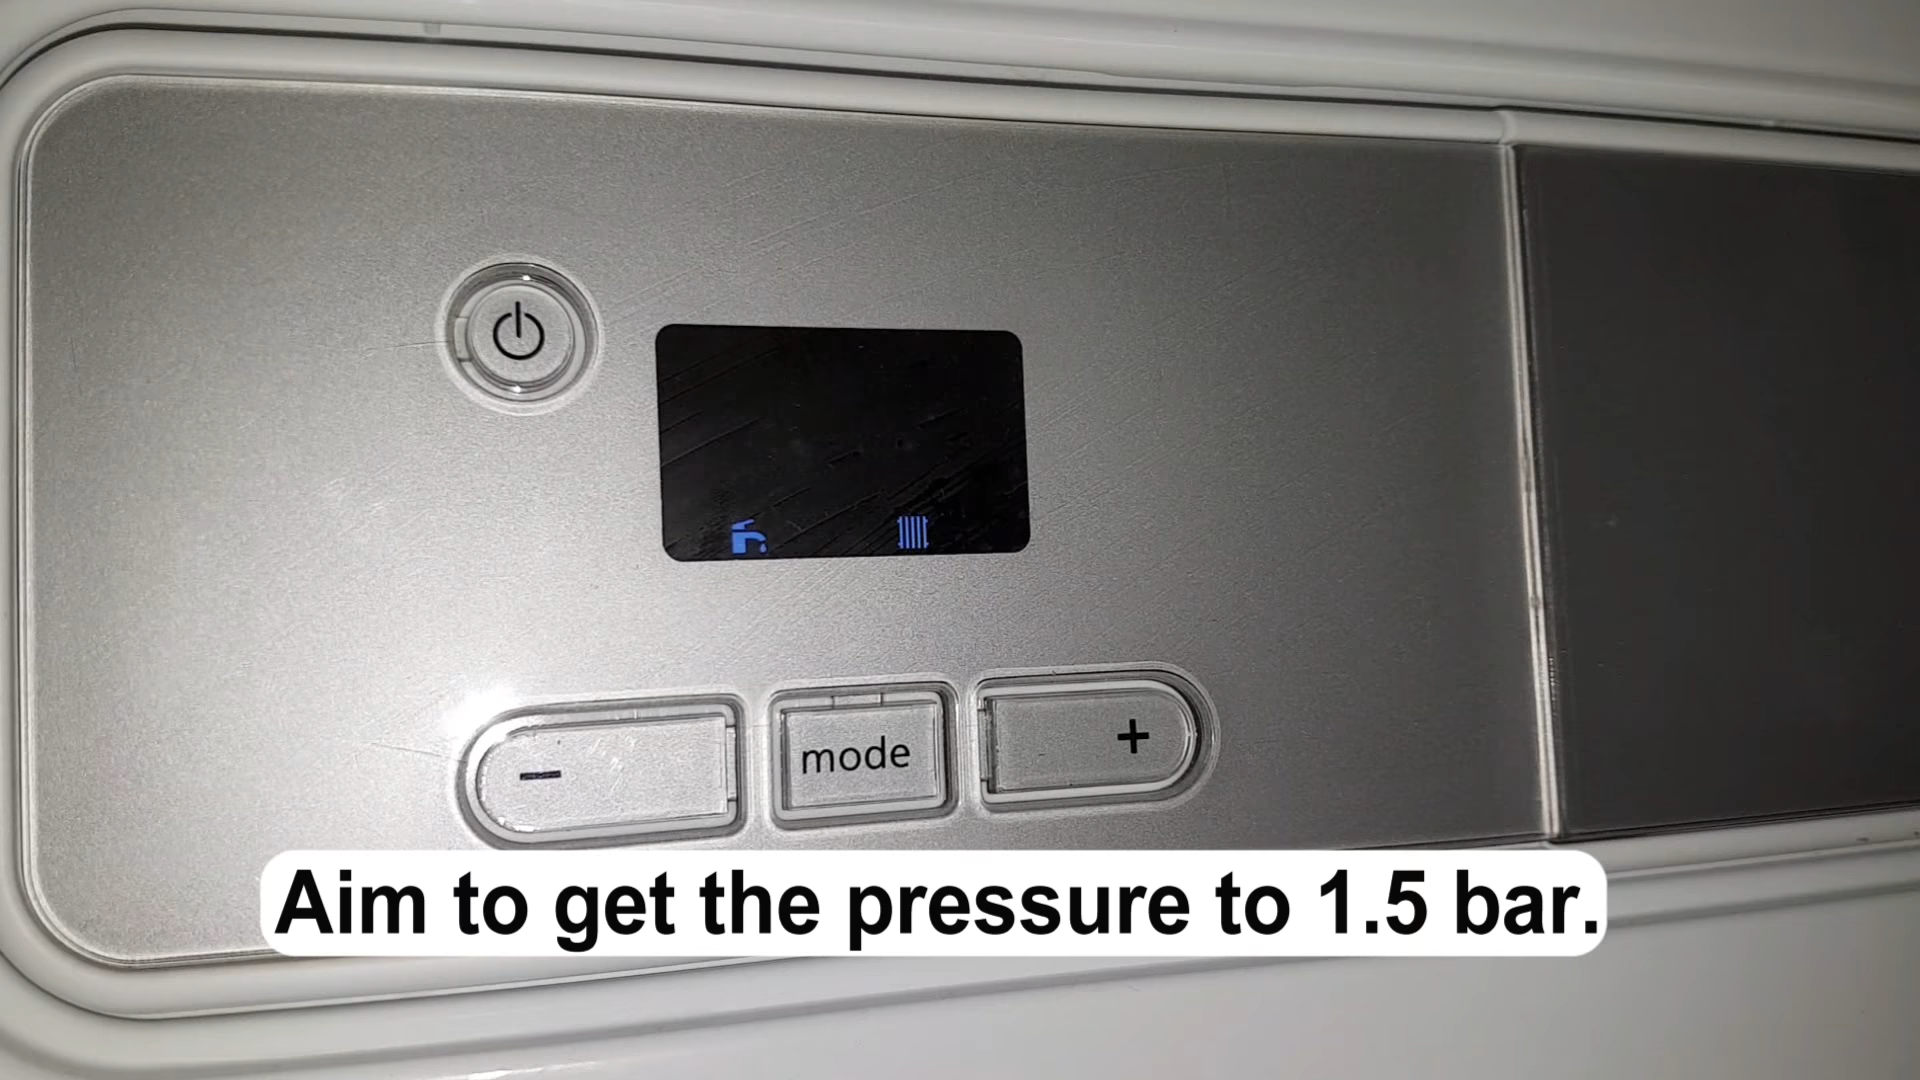 -
mode
+
Aim to get the pressure to 1.5 bar.